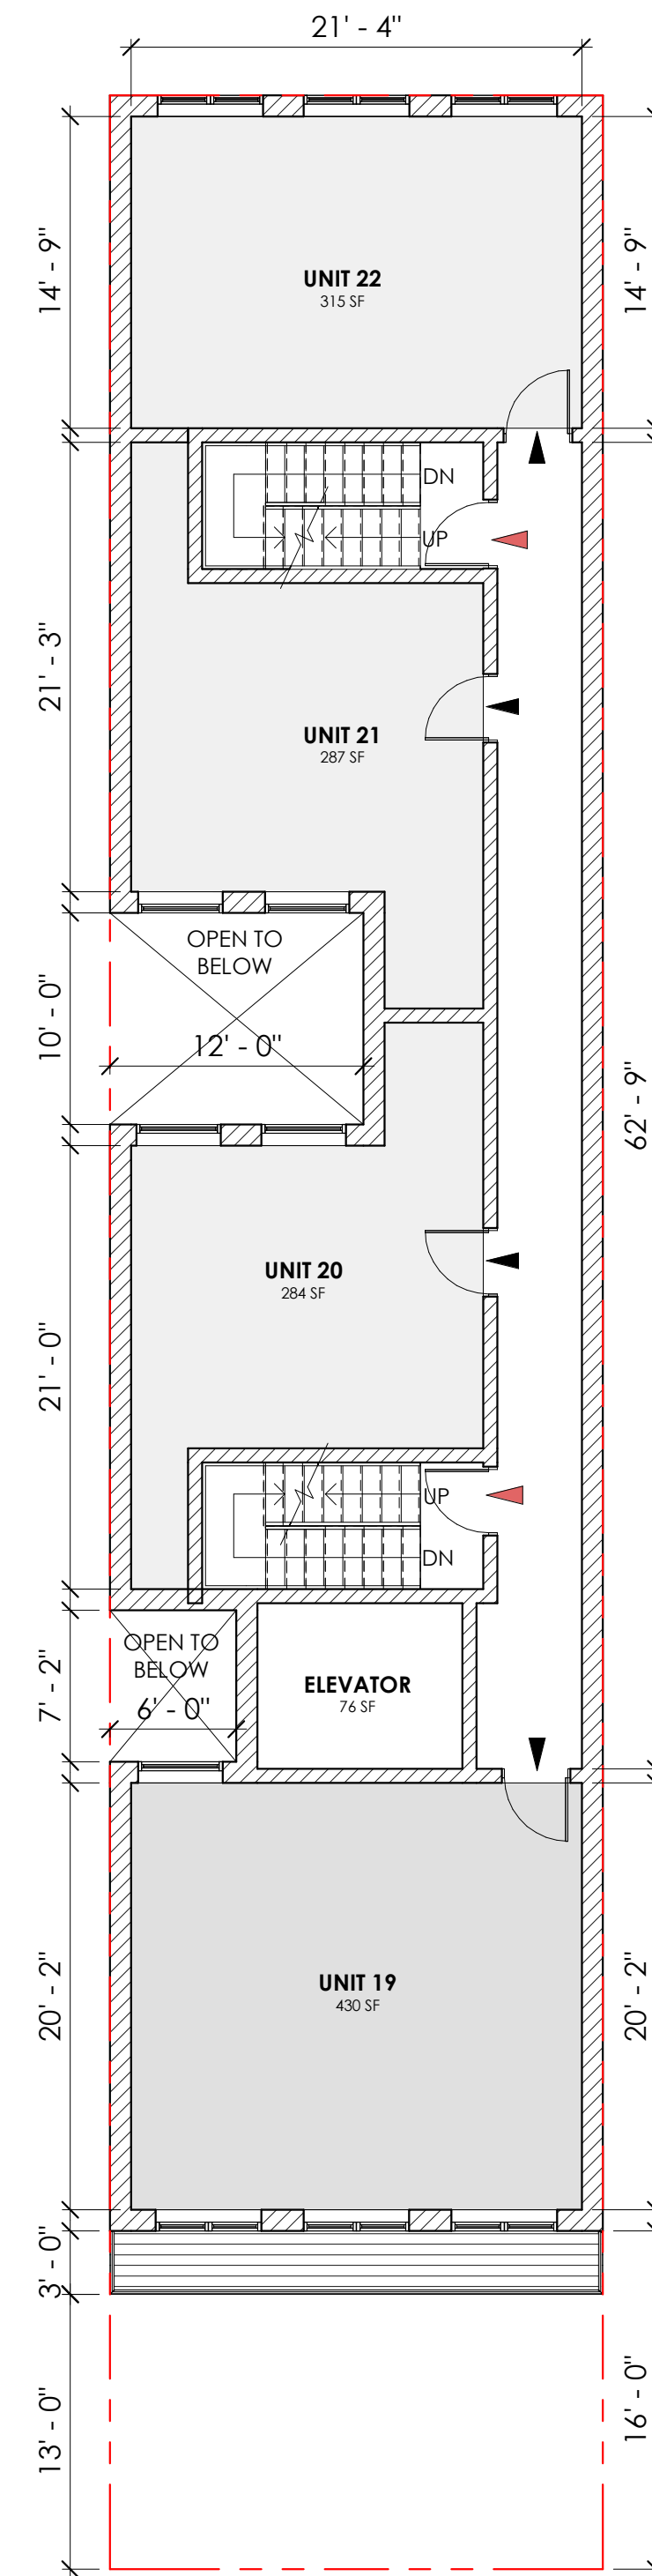 21' - 4"
14' - 9"
14' - 9"
UNIT 22
315 SF
DN
UP
21' - 3"
UNIT 21
287 SF
OPEN TO
BELOW
10' - 0"
12' - 0"
62' - 9"
UNIT 20
284 SF
21' - 0"
UP
DN
OPEN TO
BELOW
7' - 2"
6' - 0"
ELEVATOR
76 SF
UNIT 19
430 SF
20' - 2"
20' - 2"
3' - 0"
13' - 0"
16' - 0"